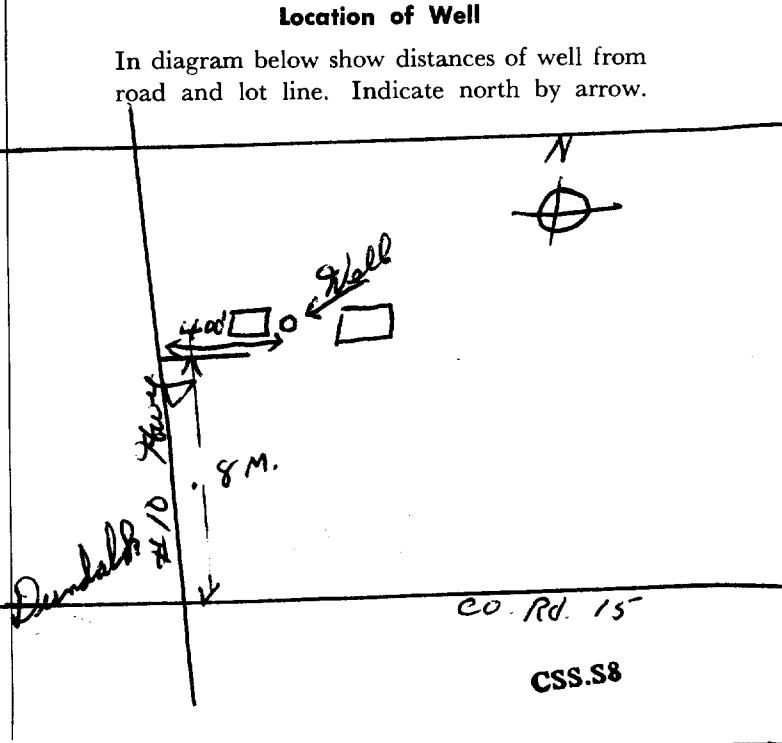 Location of Well
In diagram below show distances of well from
road and lot line. Indicate north by arrow.
N
Well
400'
Hwy #10
.8 M.
Dundalk
CO. Rd. 15
CSS.S8